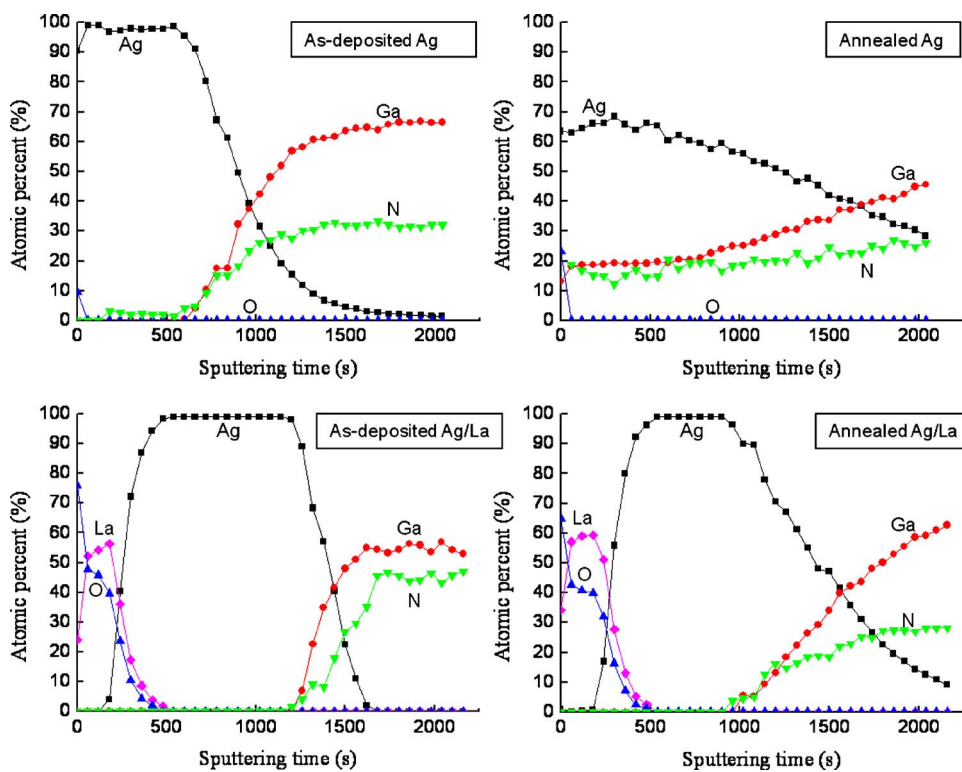 As-deposited Ag
Atomic percent (%)
100
90
80
70
60
50
40
30
20
10
0
Ag
Ga
N
O
0 500 1000 1500 2000
Sputtering time (s)
Annealed Ag
Atomic percent (%)
100
90
80
70
60
50
40
30
20
10
0
Ag
Ga
N
O
0 500 1000 1500 2000
Sputtering time (s)
As-deposited Ag/La
Atomic percent (%)
100
90
80
70
60
50
40
30
20
10
0
Ag
La
O
Ga
N
0 500 1000 1500 2000
Sputtering time (s)
Annealed Ag/La
Atomic percent (%)
100
90
80
70
60
50
40
30
20
10
0
Ag
La
O
Ga
N
0 500 1000 1500 2000
Sputtering time (s)